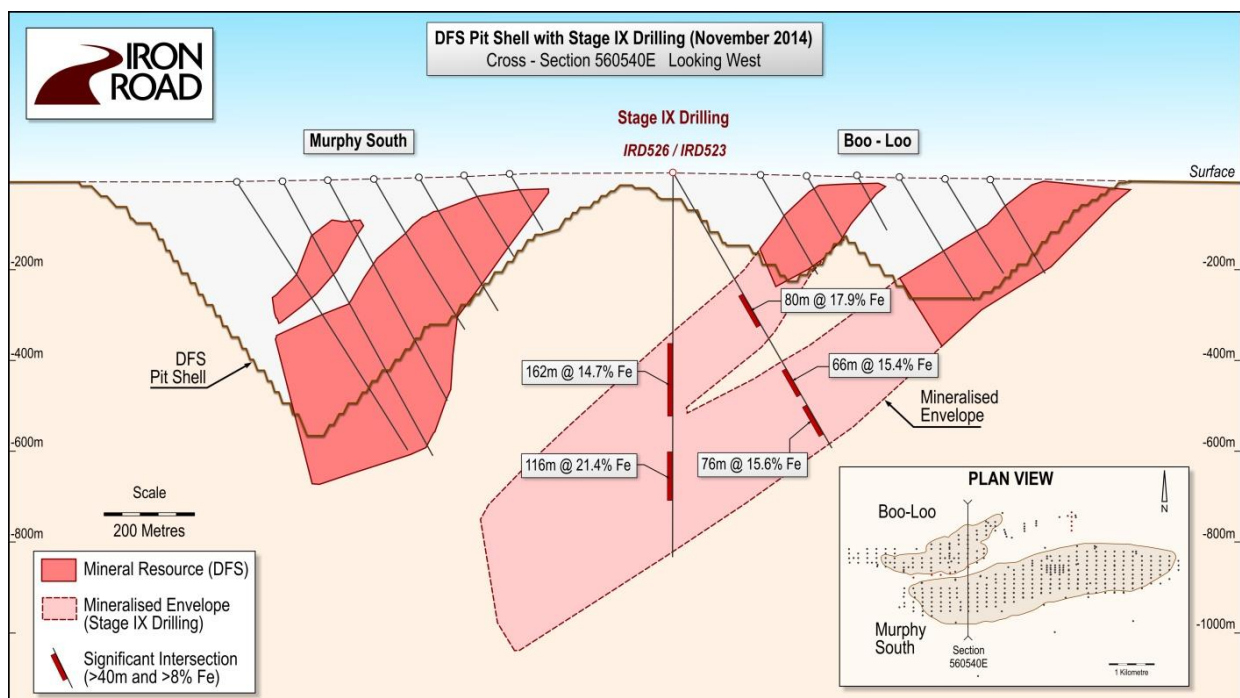 IRON
ROAD
DFS Pit Shell with Stage IX Drilling (November 2014)
Cross - Section 560540E Looking West
Murphy South
Stage IX Drilling
IRD526 / IRD523
Boo - Loo
Surface
-200m
-200m
80m @ 17.9% Fe
DFS
Pit Shell
162m @ 14.7% Fe
66m @ 15.4% Fe
-400m
-400m
Mineralised
Envelope
-600m
116m @ 21.4% Fe
76m @ 15.6% Fe
-600m
Scale
200 Metres
-800m
-800m
-1000m
Mineral Resource (DFS)
Mineralised Envelope
(Stage IX Drilling)
Significant Intersection
(>40m and >8% Fe)
PLAN VIEW
Boo-Loo
N
Murphy
South
Section
560540E
1 Kilometre